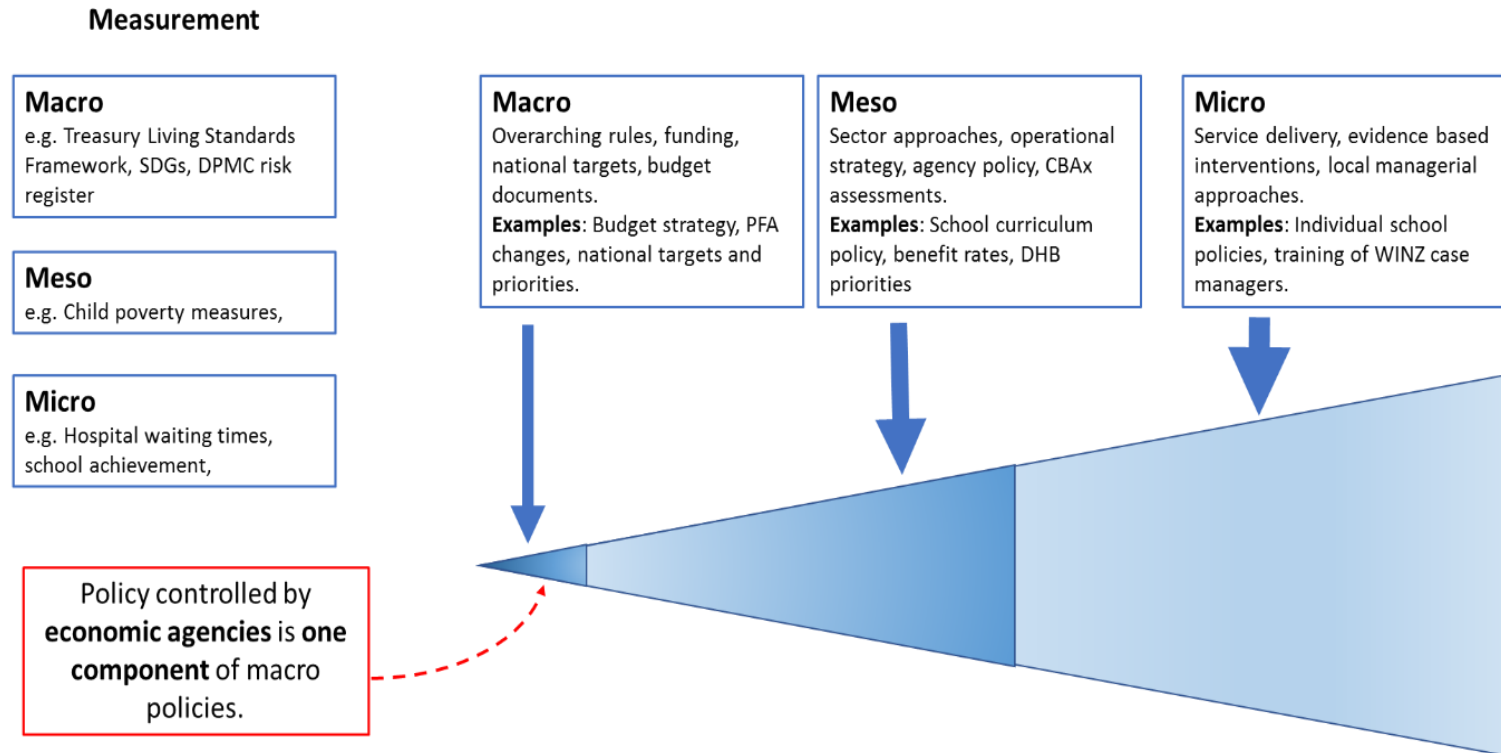 Measurement
Macro
e.g. Treasury Living Standards
Framework, SDGs, DPMC risk
register
Meso
e.g. Child poverty measures,
Micro
e.g. Hospital waiting times,
school achievement,
Macro
Overarching rules, funding,
national targets, budget
documents.
Examples: Budget strategy, PFA
changes, national targets and
priorities.
Meso
Sector approaches, operational
strategy, agency policy, CBAx
assessments.
Examples: School curriculum
policy, benefit rates, DHB
priorities
Micro
Service delivery, evidence based
interventions, local managerial
approaches.
Examples: Individual school
policies, training of WINZ case
managers.
Policy controlled by
economic agencies is one
component of macro
policies.